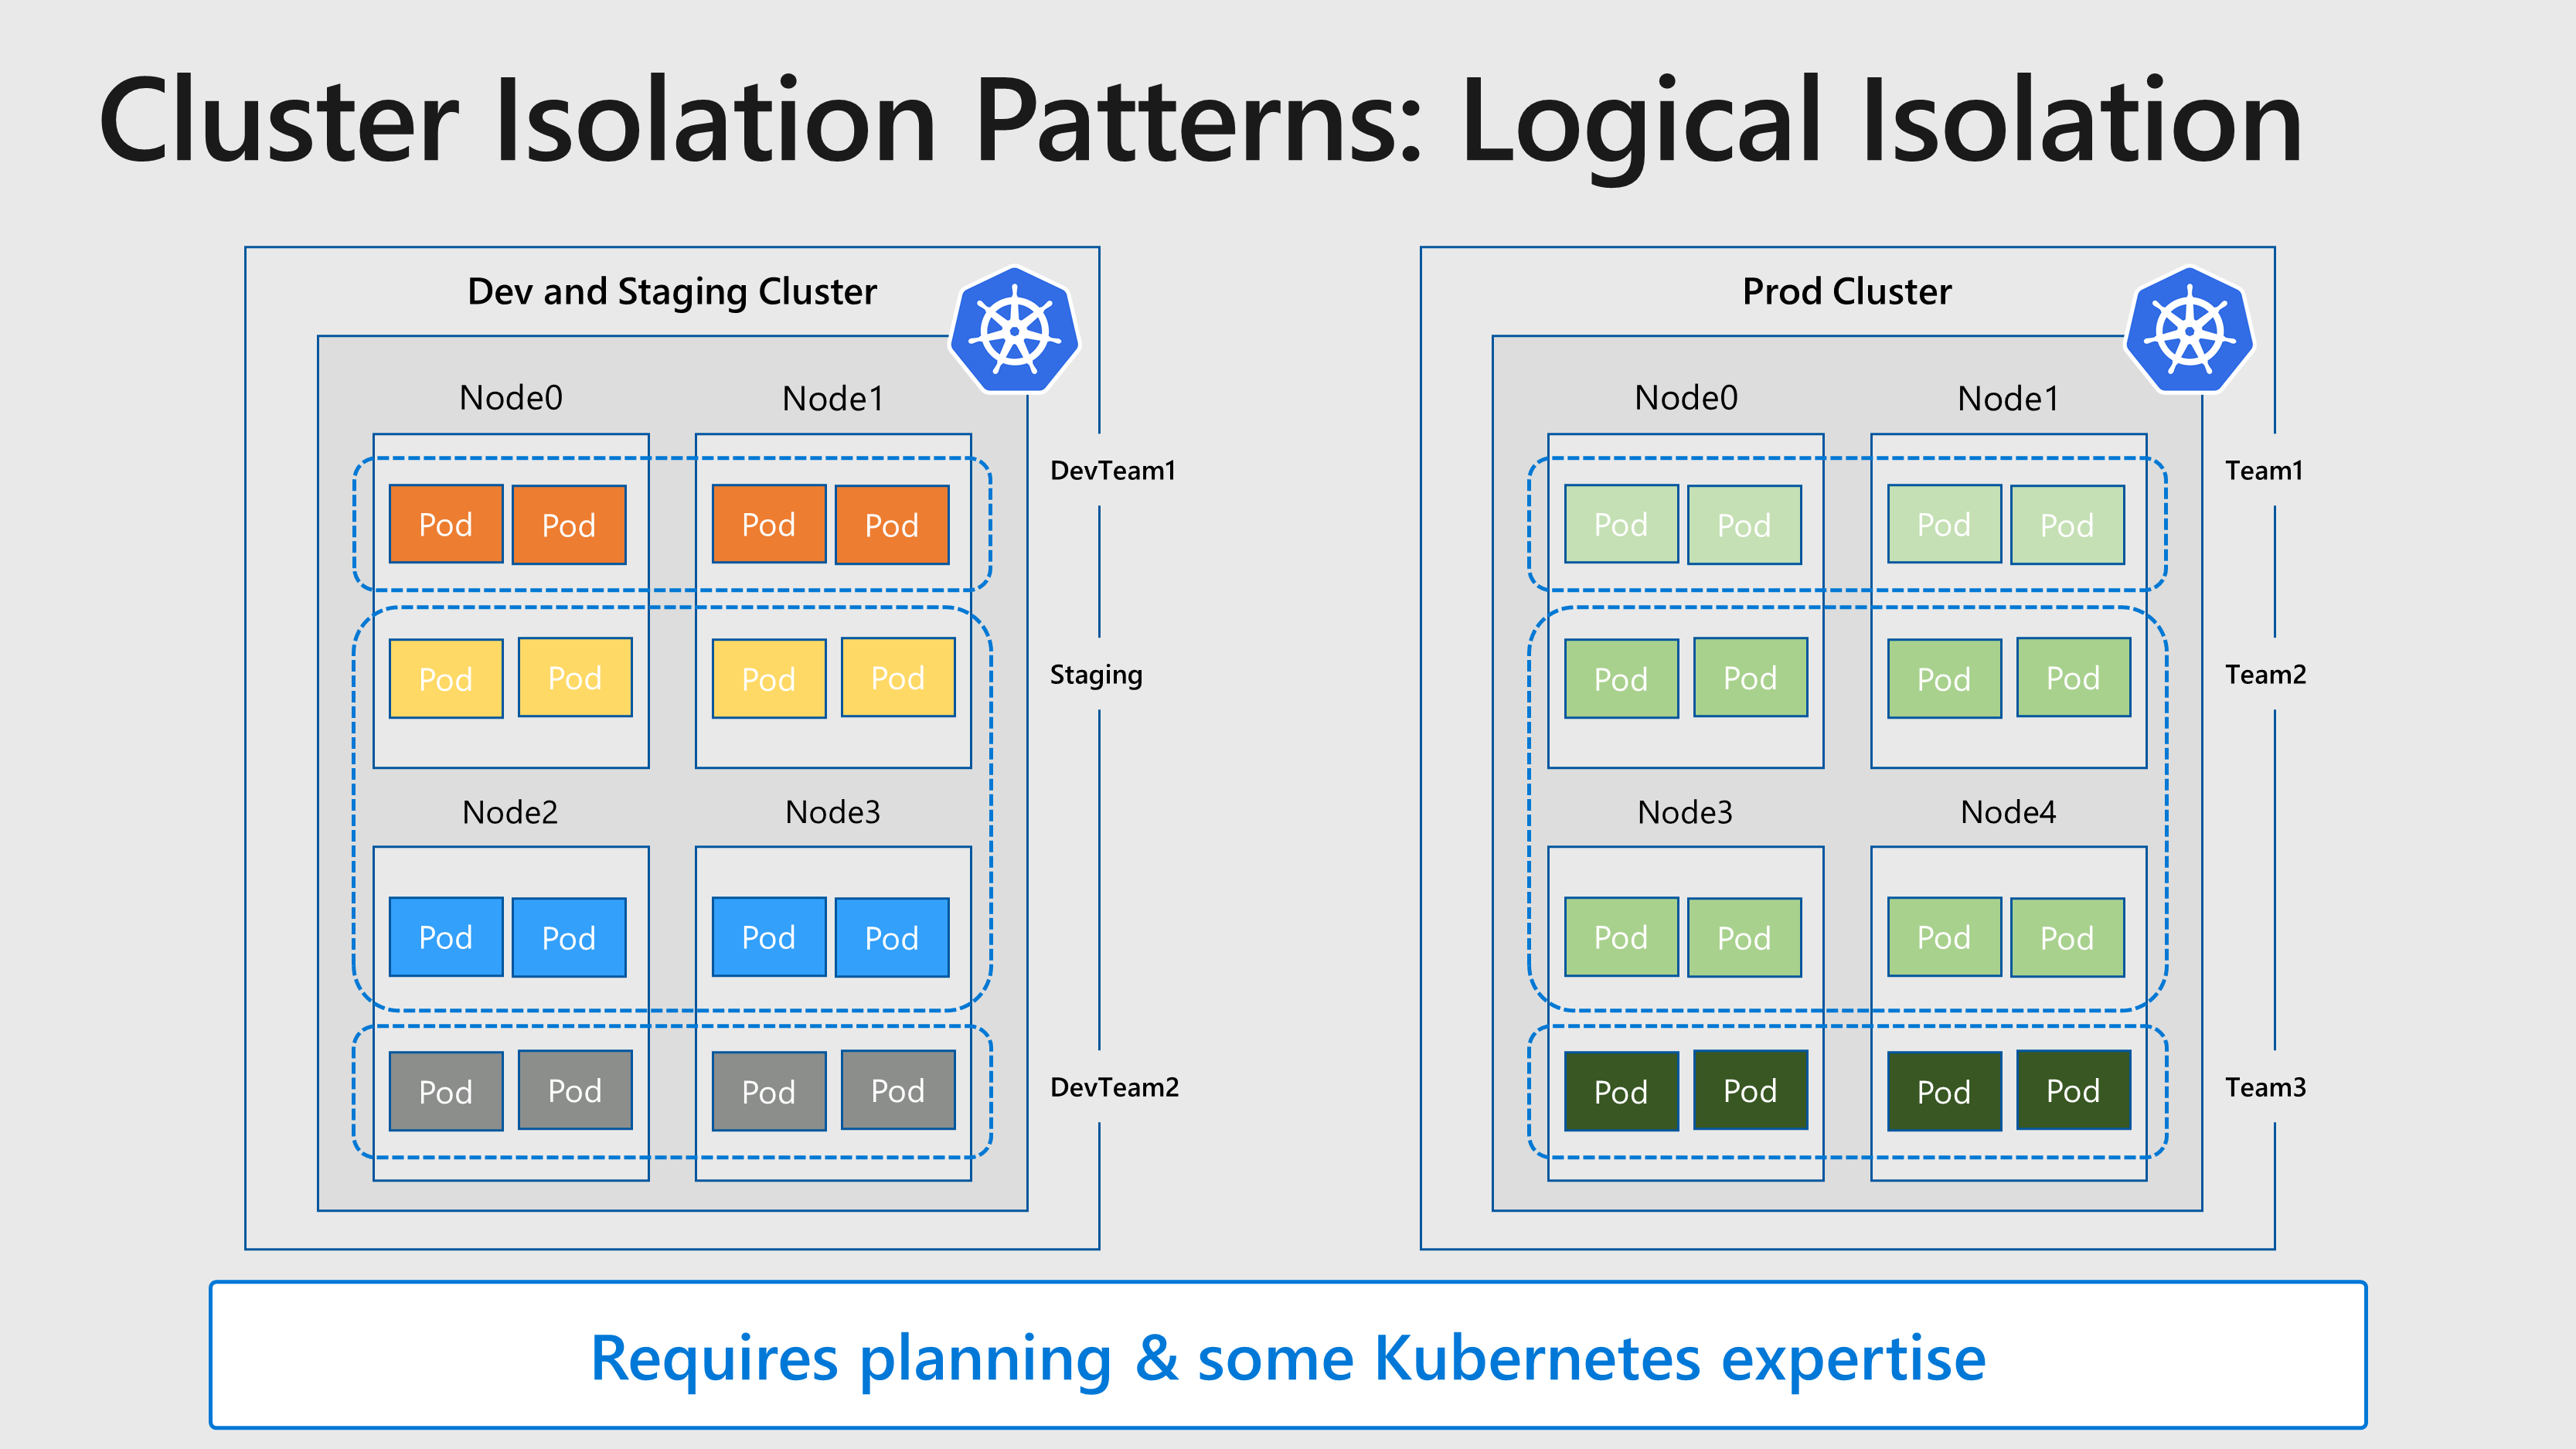 Cluster Isolation Patterns: Logical Isolation
Dev and Staging Cluster
Node0
Node1
DevTeam1
Pod
Pod
Pod
Pod
Staging
Pod
Pod
Pod
Pod
Node2
Node3
Pod
Pod
Pod
Pod
DevTeam2
Pod
Pod
Pod
Pod
Prod Cluster
Node0
Node1
Team1
Pod
Pod
Pod
Pod
Team2
Pod
Pod
Pod
Pod
Node3
Node4
Pod
Pod
Pod
Pod
Team3
Pod
Pod
Pod
Pod
Requires planning & some Kubernetes expertise